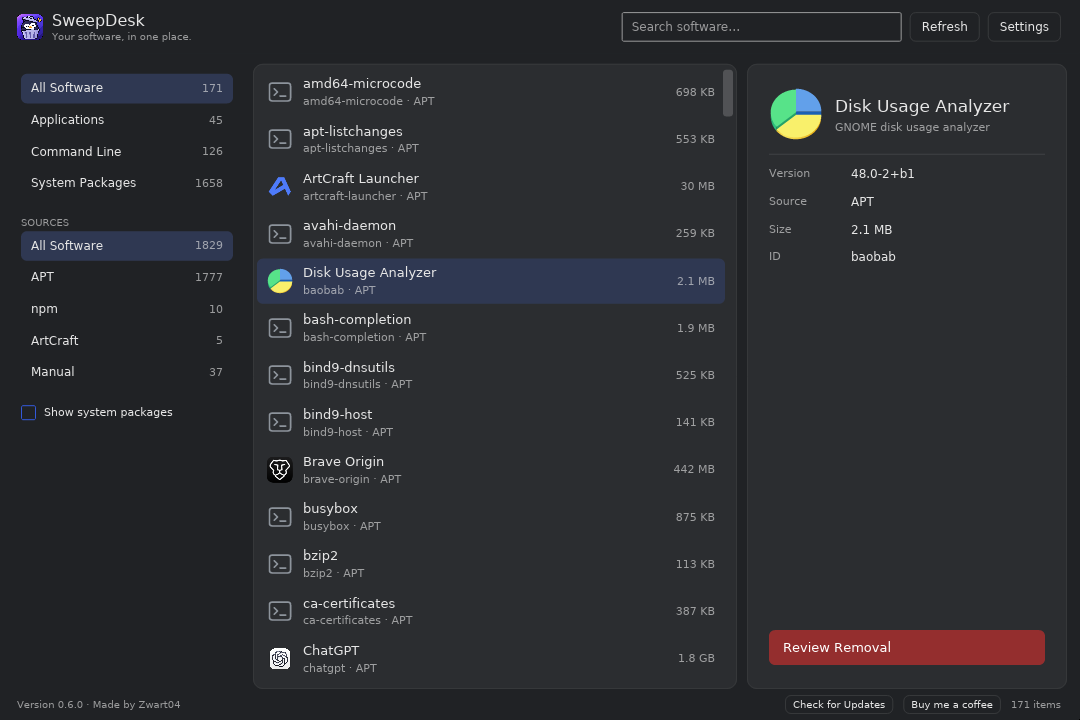 SweepDesk
Your software, in one place.
Search software...
Refresh
Settings
All Software 171
Applications 45
Command Line 126
System Packages 1658
SOURCES
All Software 1829
APT 1777
npm 10
ArtCraft 5
Manual 37
Show system packages
amd64-microcode
amd64-microcode · APT
698 KB
apt-listchanges
apt-listchanges · APT
553 KB
ArtCraft Launcher
artcraft-launcher · APT
30 MB
avahi-daemon
avahi-daemon · APT
259 KB
Disk Usage Analyzer
baobab · APT
2.1 MB
bash-completion
bash-completion · APT
1.9 MB
bind9-dnsutils
bind9-dnsutils · APT
525 KB
bind9-host
bind9-host · APT
141 KB
Brave Origin
brave-origin · APT
442 MB
busybox
busybox · APT
875 KB
bzip2
bzip2 · APT
113 KB
ca-certificates
ca-certificates · APT
387 KB
ChatGPT
chatgpt · APT
1.8 GB
Disk Usage Analyzer
GNOME disk usage analyzer
Version 48.0-2+b1
Source APT
Size 2.1 MB
ID baobab
Review Removal
Version 0.6.0 · Made by Zwart04
Check for Updates
Buy me a coffee
171 items